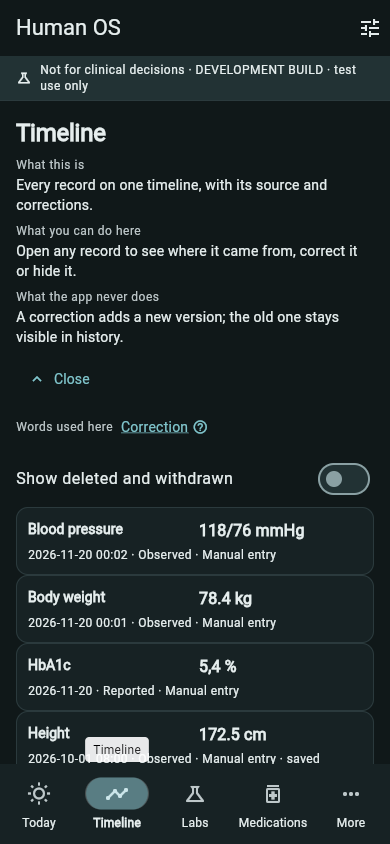 Human OS
Not for clinical decisions · DEVELOPMENT BUILD · test
use only
Timeline
What this is
Every record on one timeline, with its source and
corrections.
What you can do here
Open any record to see where it came from, correct it
or hide it.
What the app never does
A correction adds a new version; the old one stays
visible in history.
Close
Words used here Correction
Show deleted and withdrawn
Blood pressure 118/76 mmHg
2026-11-20 00:02 · Observed · Manual entry
Body weight 78.4 kg
2026-11-20 00:01 · Observed · Manual entry
HbA1c 5,4 %
2026-11-20 · Reported · Manual entry
Height 172.5 cm
Timeline
2026-10-01 08:00 · Observed · Manual entry · saved
Today Timeline Labs Medications More